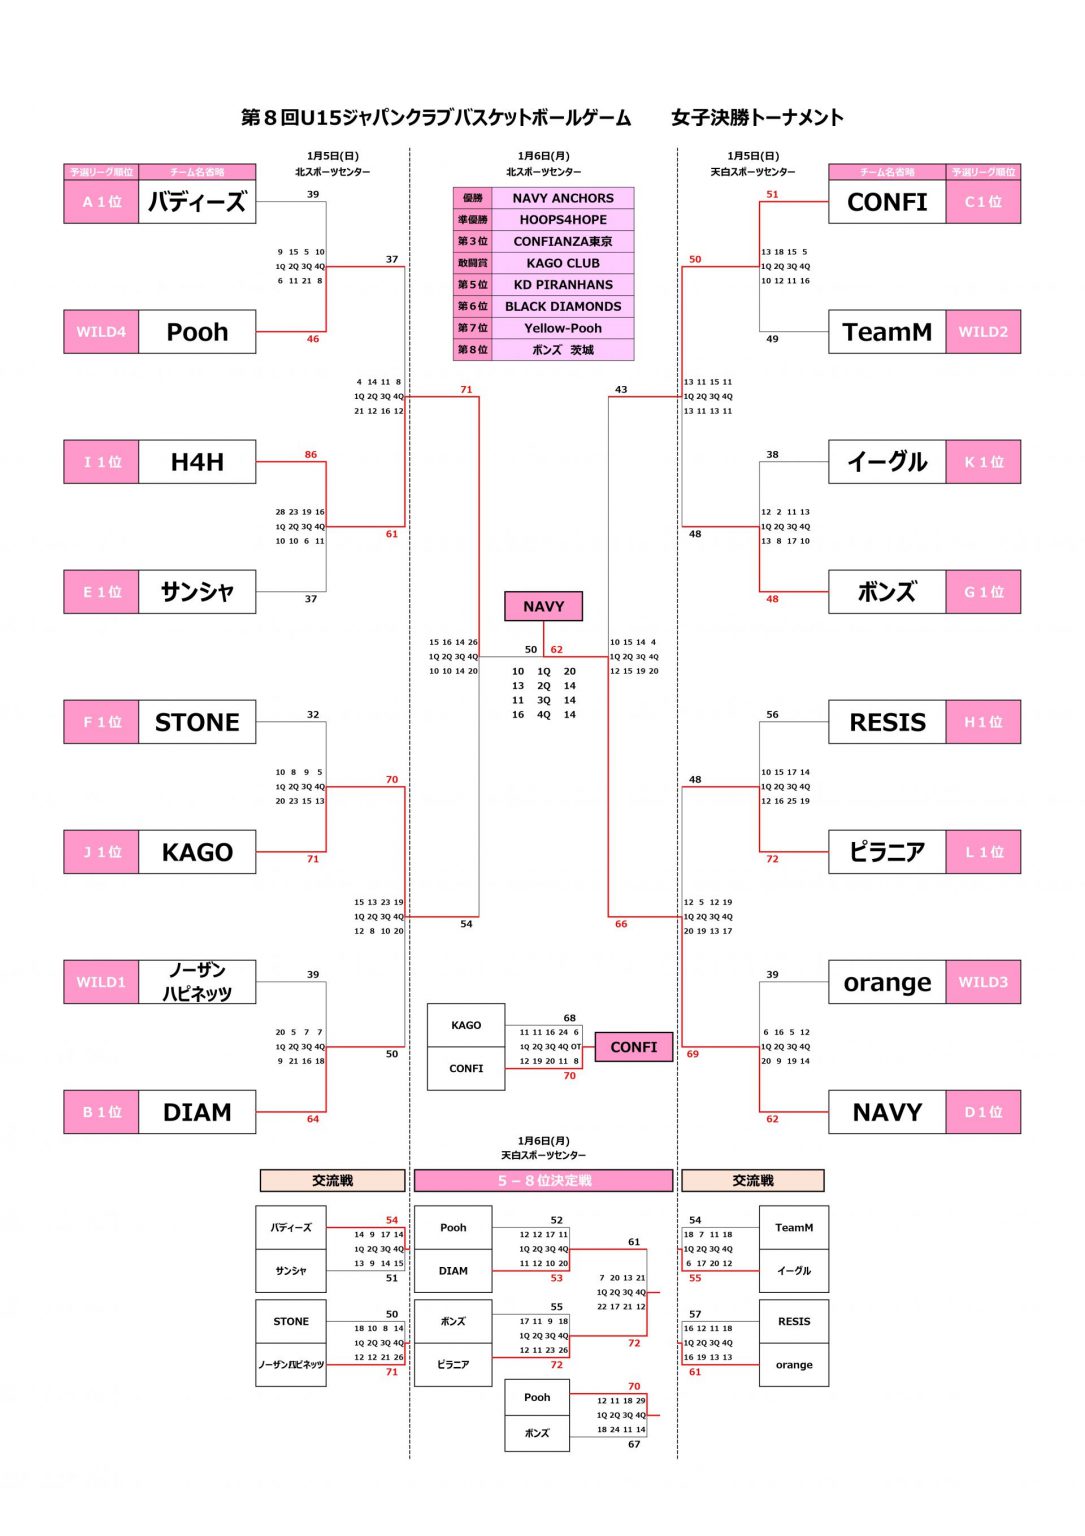 第８回U15ジャパンクラブバスケットボールゲーム　　女子決勝トーナメント
1月5日(日)
北スポーツセンター
1月6日(月)
北スポーツセンター
1月5日(日)
天白スポーツセンター
予選リーグ順位 チーム名省略
チーム名省略 予選リーグ順位
優勝 NAVY ANCHORS
準優勝 HOOPS4HOPE
第３位 CONFIANZA東京
敢闘賞 KAGO CLUB
第５位 KD PIRANHANS
第６位 BLACK DIAMONDS
第７位 Yellow-Pooh
第８位 ボンズ 茨城
A１位 バディーズ 39
9 15 5 10
1Q 2Q 3Q 4Q
6 11 21 8
37
WILD4 Pooh 46
4 14 11 8
1Q 2Q 3Q 4Q
21 12 16 12
71
I１位 H4H 86
28 23 19 16
1Q 2Q 3Q 4Q
10 10 6 11
61
E１位 サンシャ 37
15 16 14 26
1Q 2Q 3Q 4Q
10 10 14 20
F１位 STONE 32
10 8 9 5
1Q 2Q 3Q 4Q
20 23 15 13
70
J１位 KAGO 71
15 13 23 19
1Q 2Q 3Q 4Q
12 8 10 20
54
WILD1 ノーザン
ハピネッツ
39
20 5 7 7
1Q 2Q 3Q 4Q
9 21 16 18
50
B１位 DIAM 64
NAVY
50 62
10 1Q 20
13 2Q 14
11 3Q 14
16 4Q 14
51 CONFI C１位
13 18 15 5
1Q 2Q 3Q 4Q
10 12 11 16
50
49 TeamM WILD2
43
13 11 15 11
1Q 2Q 3Q 4Q
13 11 13 11
38 イーグル K１位
12 2 11 13
1Q 2Q 3Q 4Q
13 8 17 10
48
48 ボンズ G１位
10 15 14 4
1Q 2Q 3Q 4Q
12 15 19 20
56 RESIS H１位
10 15 17 14
1Q 2Q 3Q 4Q
12 16 25 19
48
72 ピラニア L１位
66
12 5 12 19
1Q 2Q 3Q 4Q
20 19 13 17
39 orange WILD3
6 16 5 12
1Q 2Q 3Q 4Q
20 9 19 14
69
62 NAVY D１位
KAGO 68
11 11 16 24 6
1Q 2Q 3Q 4Q OT
12 19 20 11 8
CONFI 70
CONFI
1月6日(月)
天白スポーツセンター
交流戦
５－８位決定戦
交流戦
バディーズ 54
14 9 17 14
1Q 2Q 3Q 4Q
13 9 14 15
サンシャ 51
STONE 50
18 10 8 14
1Q 2Q 3Q 4Q
12 12 21 26
ノーザンハピネッツ 71
Pooh 52
12 12 17 11
1Q 2Q 3Q 4Q
11 12 10 20
DIAM 53
61
7 20 13 21
1Q 2Q 3Q 4Q
22 17 21 12
72
ボンズ 55
17 11 9 18
1Q 2Q 3Q 4Q
12 11 23 26
ピラニア 72
Pooh 70
12 11 18 29
1Q 2Q 3Q 4Q
18 24 11 14
ボンズ 67
54 TeamM
18 7 11 18
1Q 2Q 3Q 4Q
6 17 20 12
55 イーグル
57 RESIS
16 12 11 18
1Q 2Q 3Q 4Q
16 19 13 13
61 orange